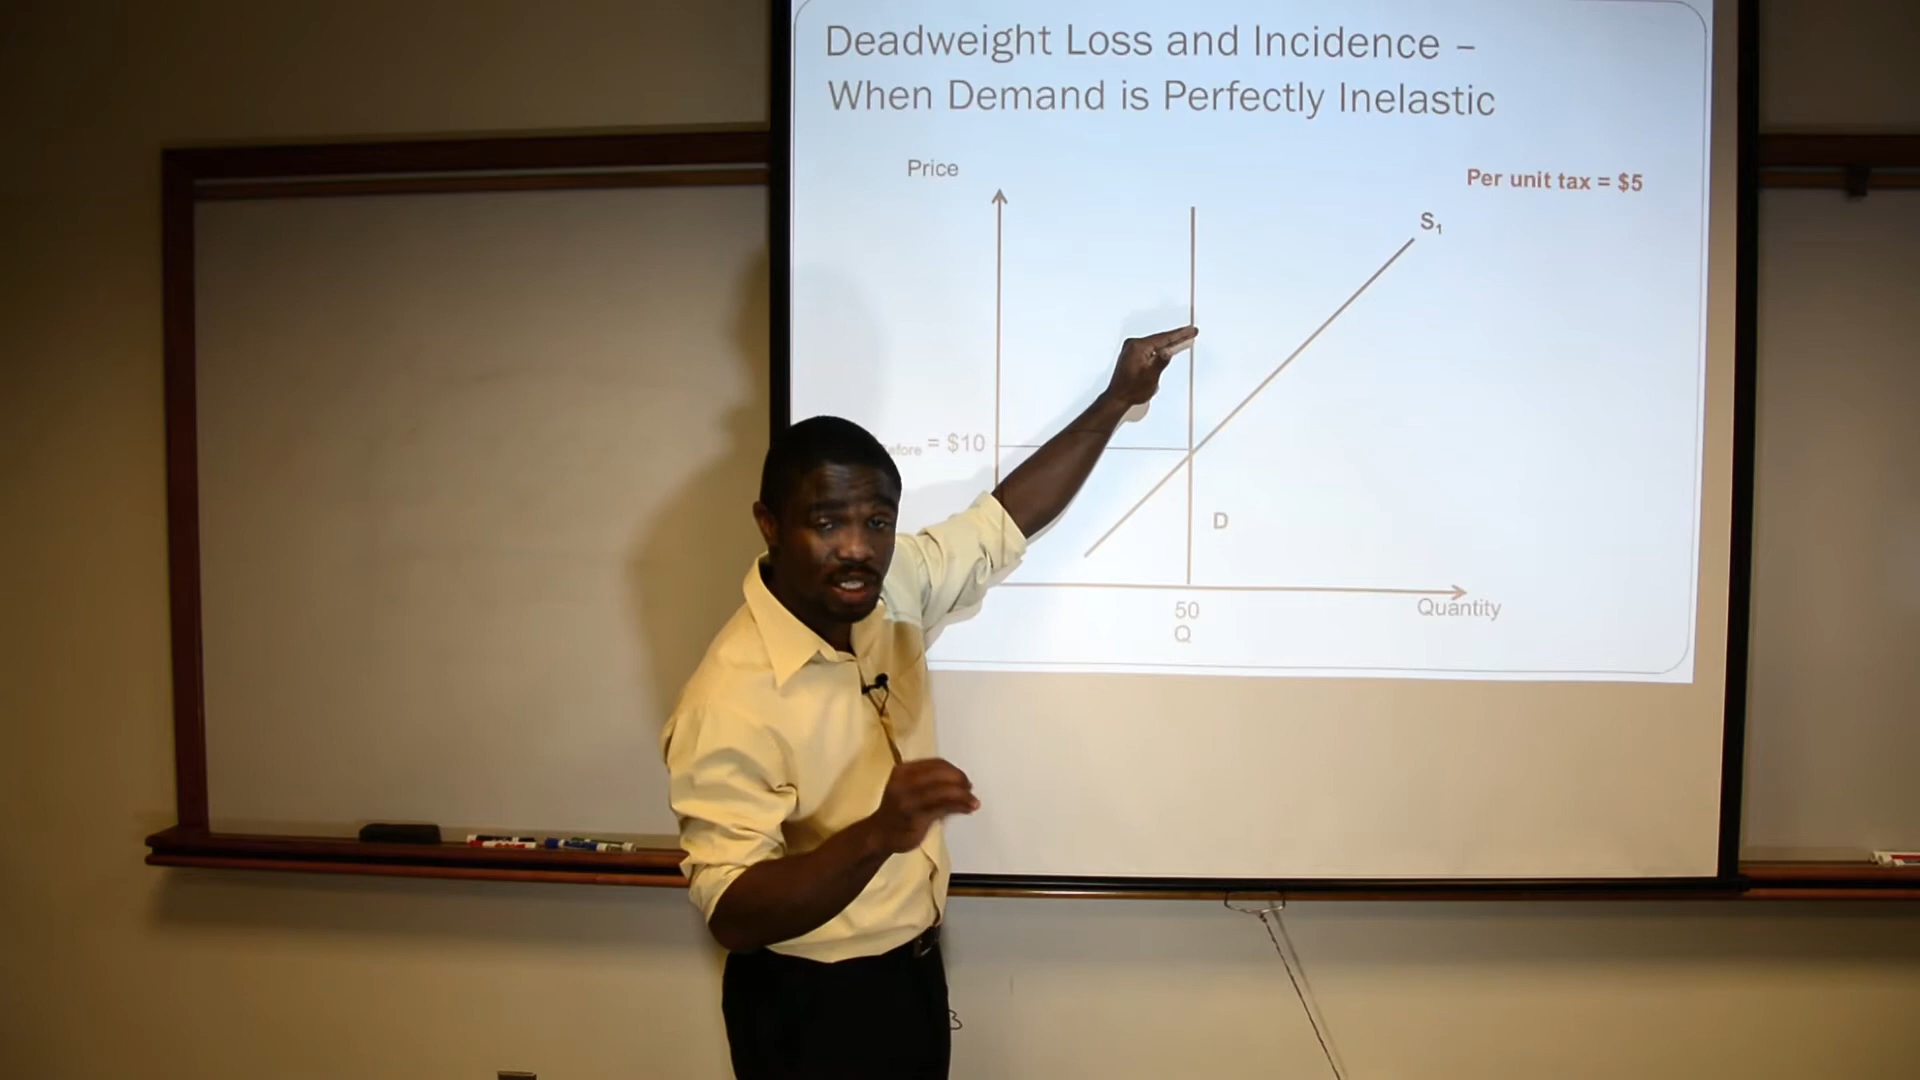 Deadweight Loss and Incidence –
When Demand is Perfectly Inelastic
Price
Per unit tax = $5
S1
= $10
D
50
Q
Quantity